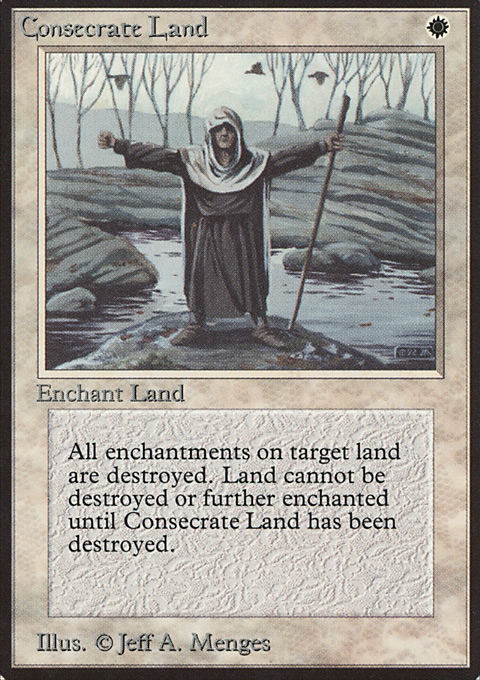 Consecrate Land
Enchant Land
All enchantments on target land
are destroyed. Land cannot be
destroyed or further enchanted
until Consecrate Land has been
destroyed.
Illus. © Jeff A. Menges